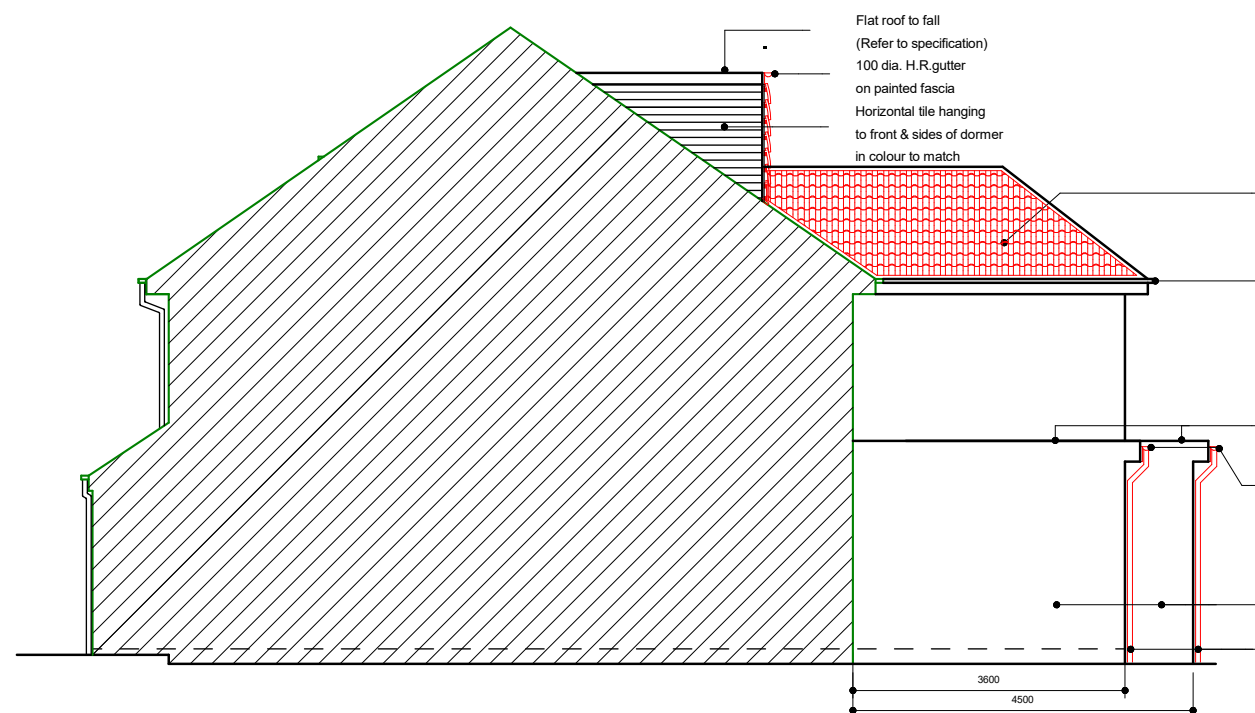 Flat roof to fall
(Refer to specification)
100 dia. H.R.gutter
on painted fascia
Horizontal tile hanging
to front & sides of dormer
in colour to match
3600
4500